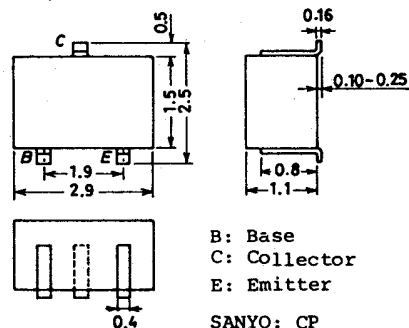 C
0.5
0.16
1.5
2.5
0.10-0.25
B
E
1.9
2.9
0.8
1.1
0.4
B: Base
C: Collector
E: Emitter
SANYO: CP